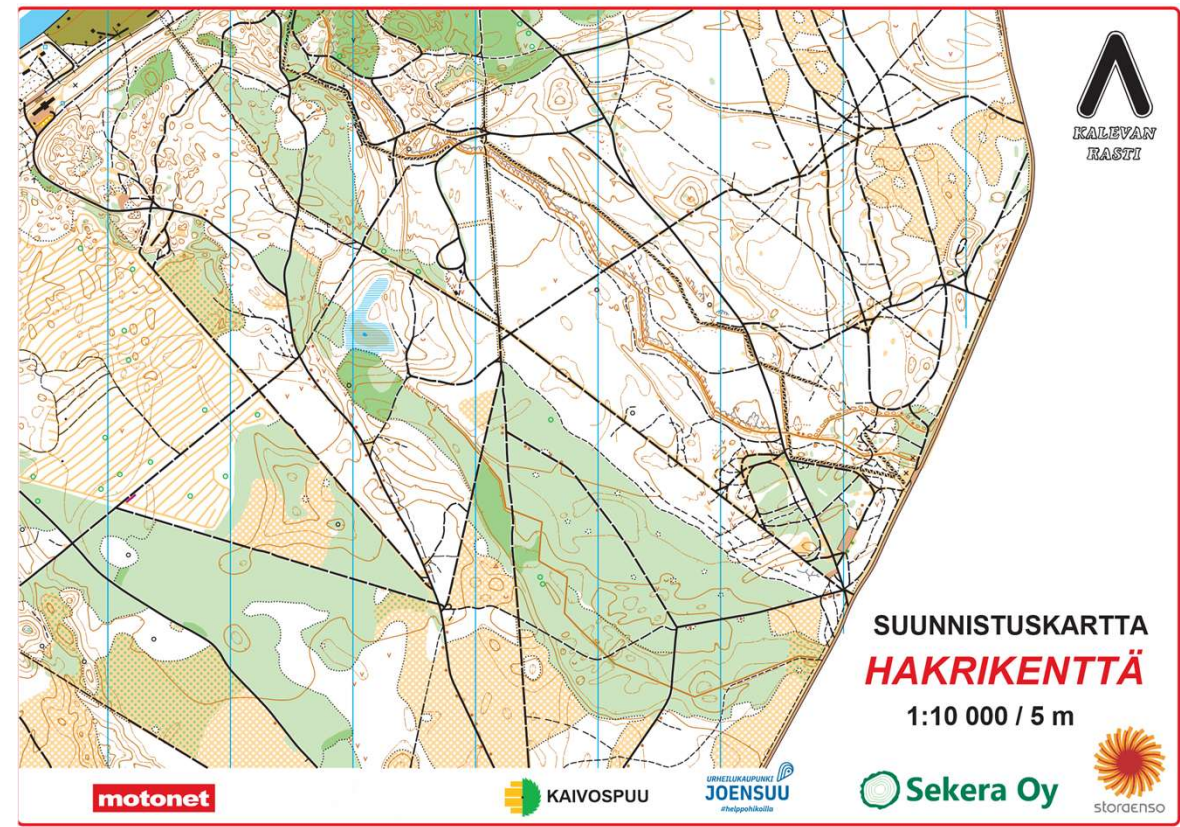 KALEVAN
RASTI
SUUNNISTUSKARTTA
HAKRIKENTTÄ
1:10 000 / 5 m
motonet
KAIVOSPUU
URHEILUKAUPUNKI
JOENSUU
#helppohikoilla
Sekera Oy
storaenso